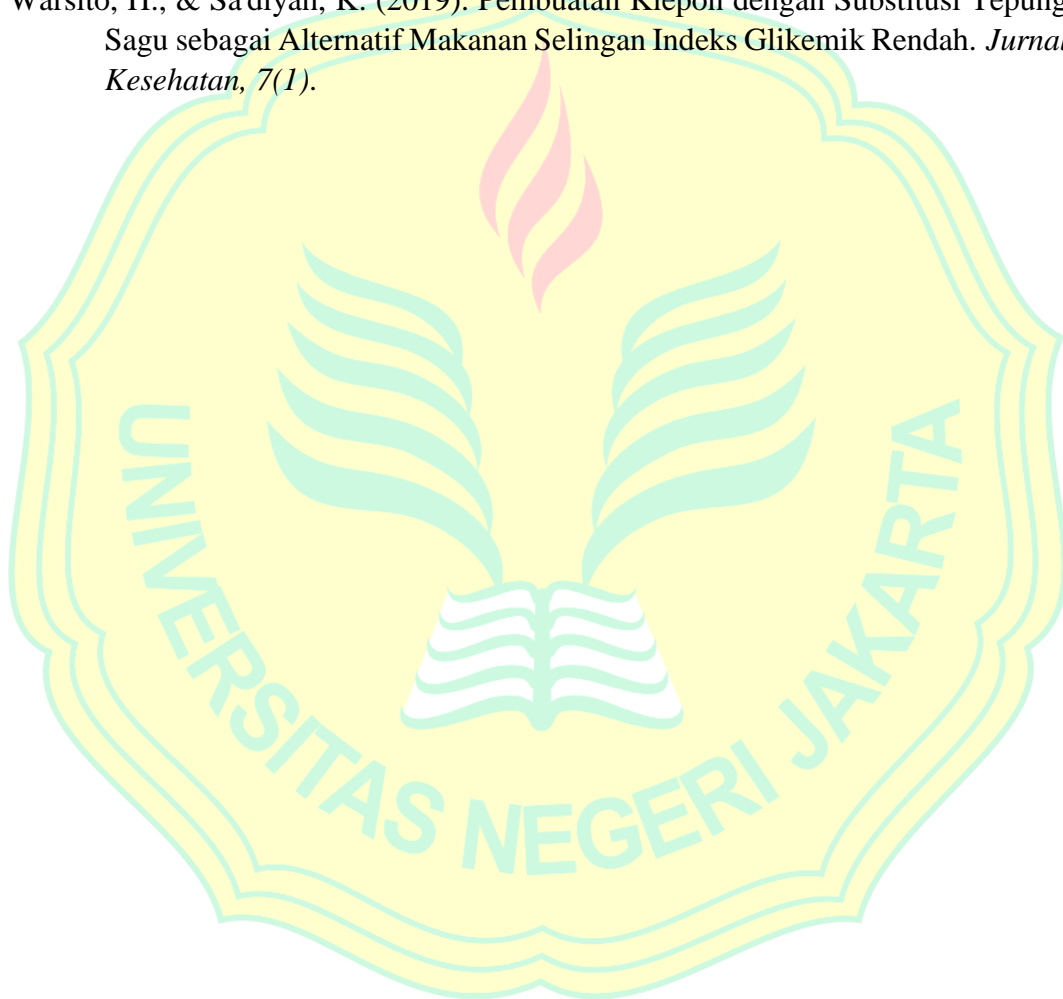 Warsito, H., & Sa'diyah, K. (2019). Pembuatan Klepon dengan Substitusi Tepung
Sagu sebagai Alternatif Makanan Selingan Indeks Glikemik Rendah. Jurnal
Kesehatan, 7(1).
UNIVERSITAS NEGERI JAKARTA